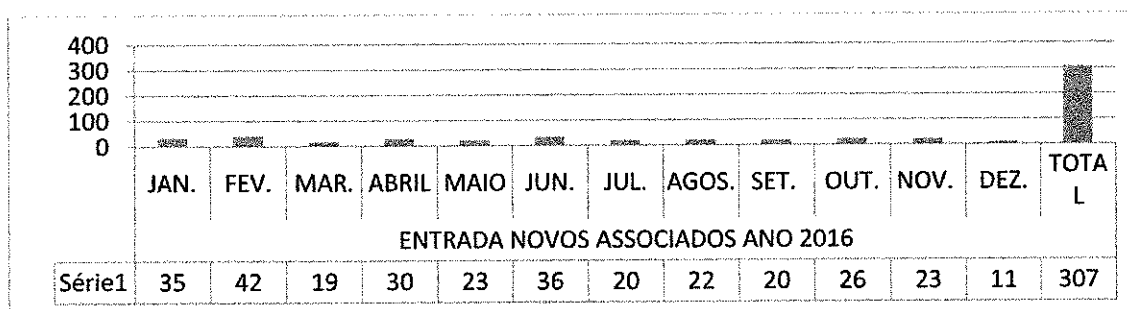 400
300
200
100
0
JAN. FEV. MAR. ABRIL MAIO JUN. JUL. AGOS. SET. OUT. NOV. DEZ. TOTA
L
ENTRADA NOVOS ASSOCIADOS ANO 2016
Série1 35 42 19 30 23 36 20 22 20 26 23 11 307